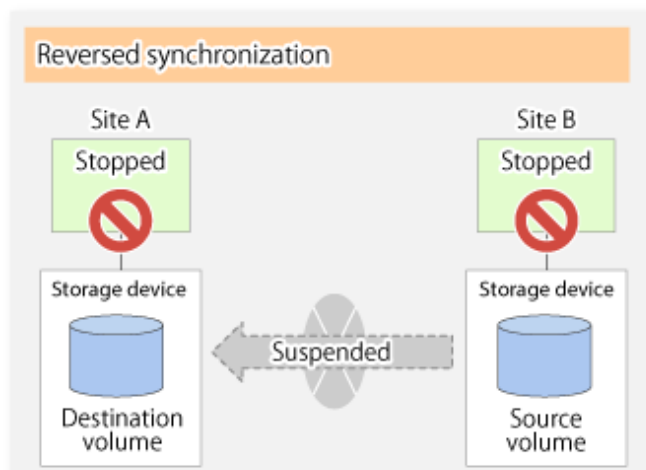 Reversed synchronization
Site A
Site B
Stopped
Stopped
Storage device
Storage device
Suspended
Destination
volume
Source
volume